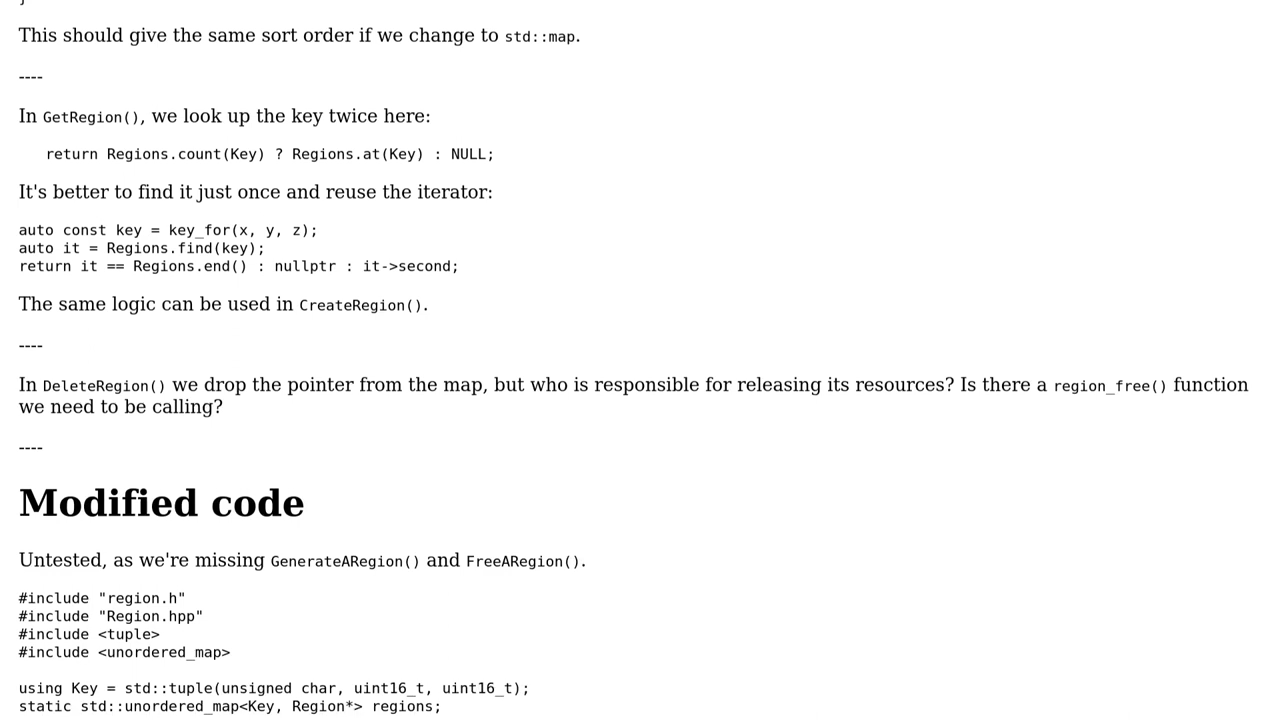 }
This should give the same sort order if we change to std::map.
----
In GetRegion(), we look up the key twice here:
return Regions.count(Key) ? Regions.at(Key) : NULL;
It's better to find it just once and reuse the iterator:
auto const key = key_for(x, y, z);
auto it = Regions.find(key);
return it == Regions.end() : nullptr : it->second;
The same logic can be used in CreateRegion().
----
In DeleteRegion() we drop the pointer from the map, but who is responsible for releasing its resources? Is there a region_free() function
we need to be calling?
----
Modified code
Untested, as we're missing GenerateARegion() and FreeARegion().
#include "region.h"
#include "Region.hpp"
#include <tuple>
#include <unordered_map>
using Key = std::tuple(unsigned char, uint16_t, uint16_t);
static std::unordered_map<Key, Region*> regions;